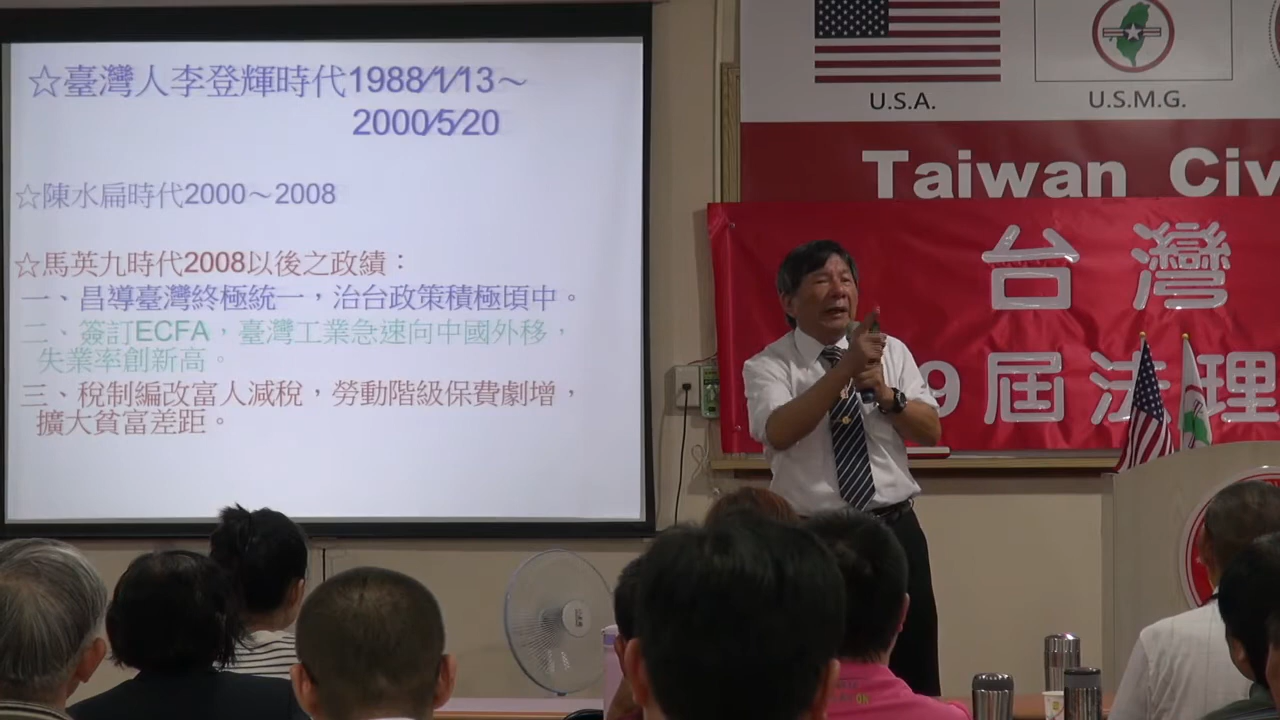 ☆臺灣人李登輝時代1988/1/13～
2000/5/20
☆陳水扁時代2000～2008
☆馬英九時代2008以後之政績：
一、昌導臺灣終極統一，治台政策積極頃中。
二、簽訂ECFA，臺灣工業急速向中國外移，
失業率創新高。
三、稅制編改富人減稅，勞動階級保費劇增，
擴大貧富差距。
U.S.A.
U.S.M.G.
Taiwan Civ
台灣
9屆法理